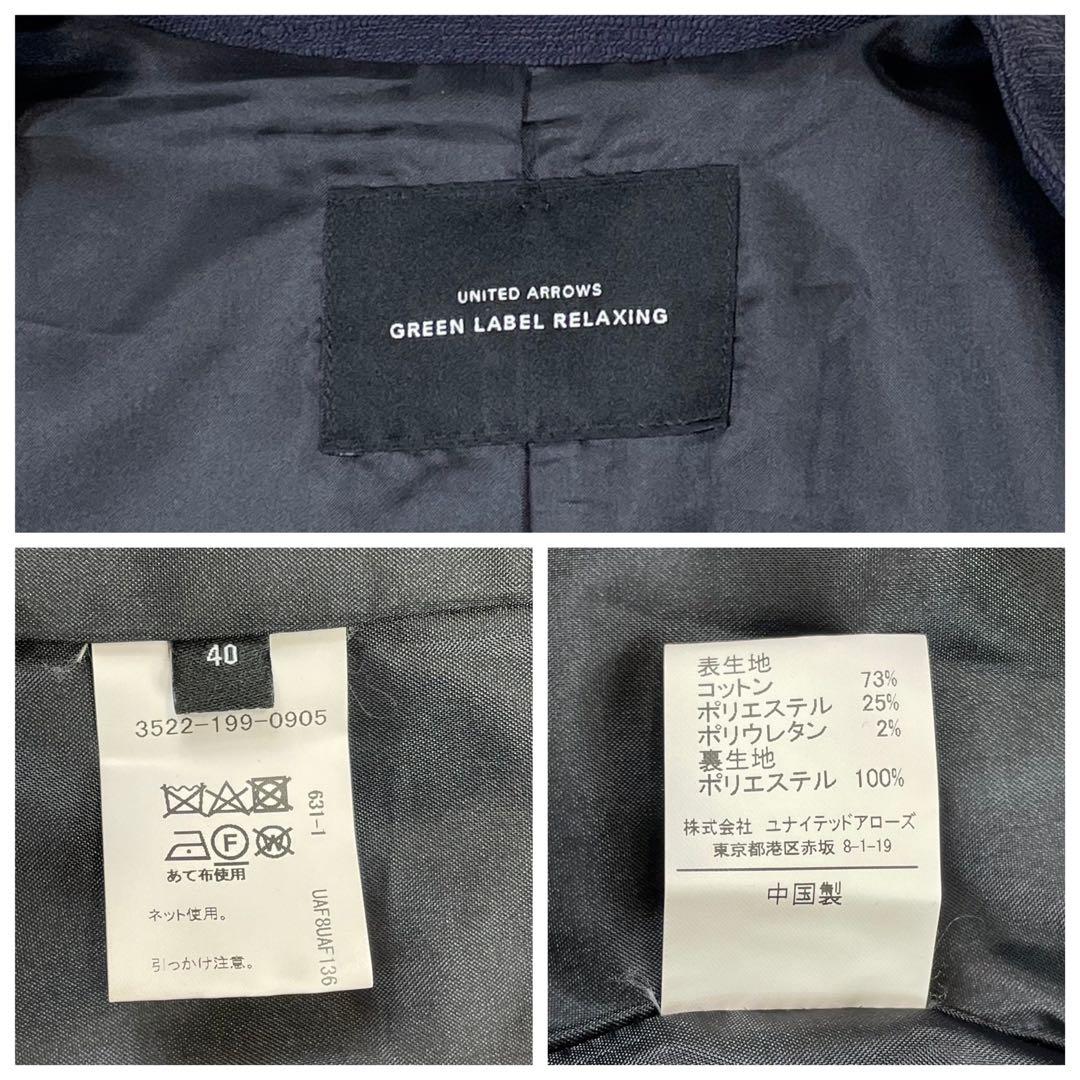 UNITED ARROWS
GREEN LABEL RELAXING
40
3522-199-0905
F
W
あて布使用
ネット使用。
引っかけ注意。
631-1
UAF8UAF136
表生地
コットン 73%
ポリエステル 25%
ポリウレタン 2%
裏生地
ポリエステル 100%
株式会社 ユナイテッドアローズ
東京都港区赤坂 8-1-19
中国製